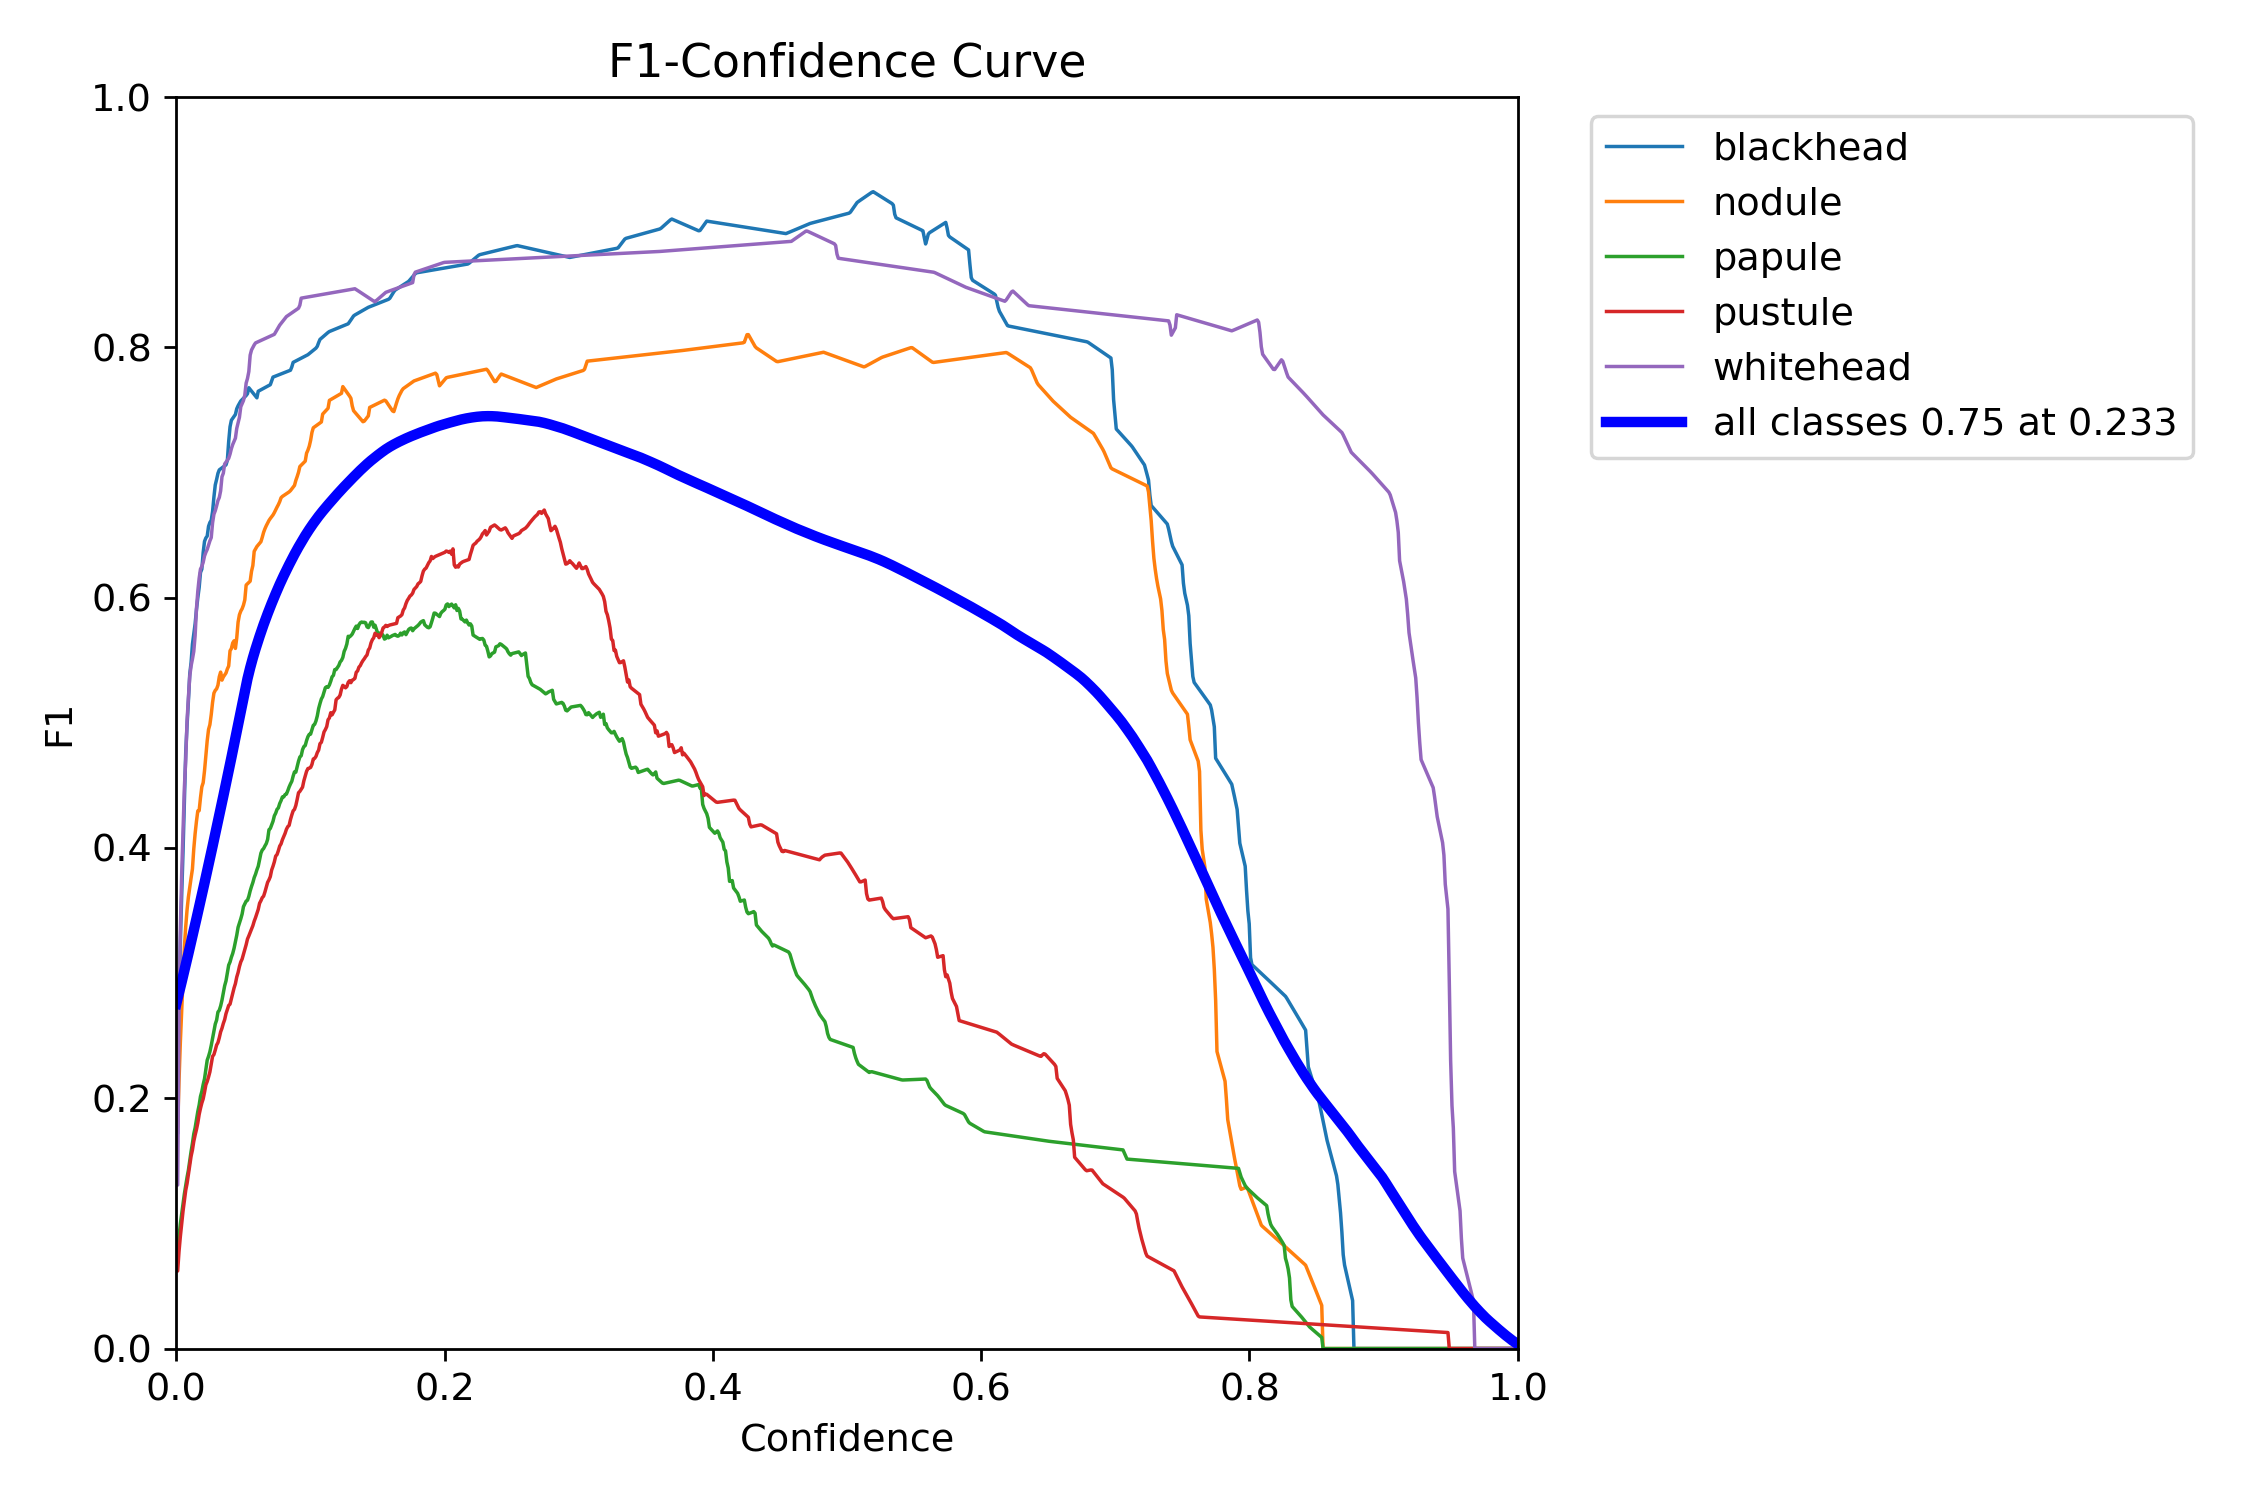 F1-Confidence Curve
1.0
0.8
0.6
0.4
0.2
0.0
F1
0.0 0.2 0.4 0.6 0.8 1.0
Confidence
blackhead
nodule
papule
pustule
whitehead
all classes 0.75 at 0.233